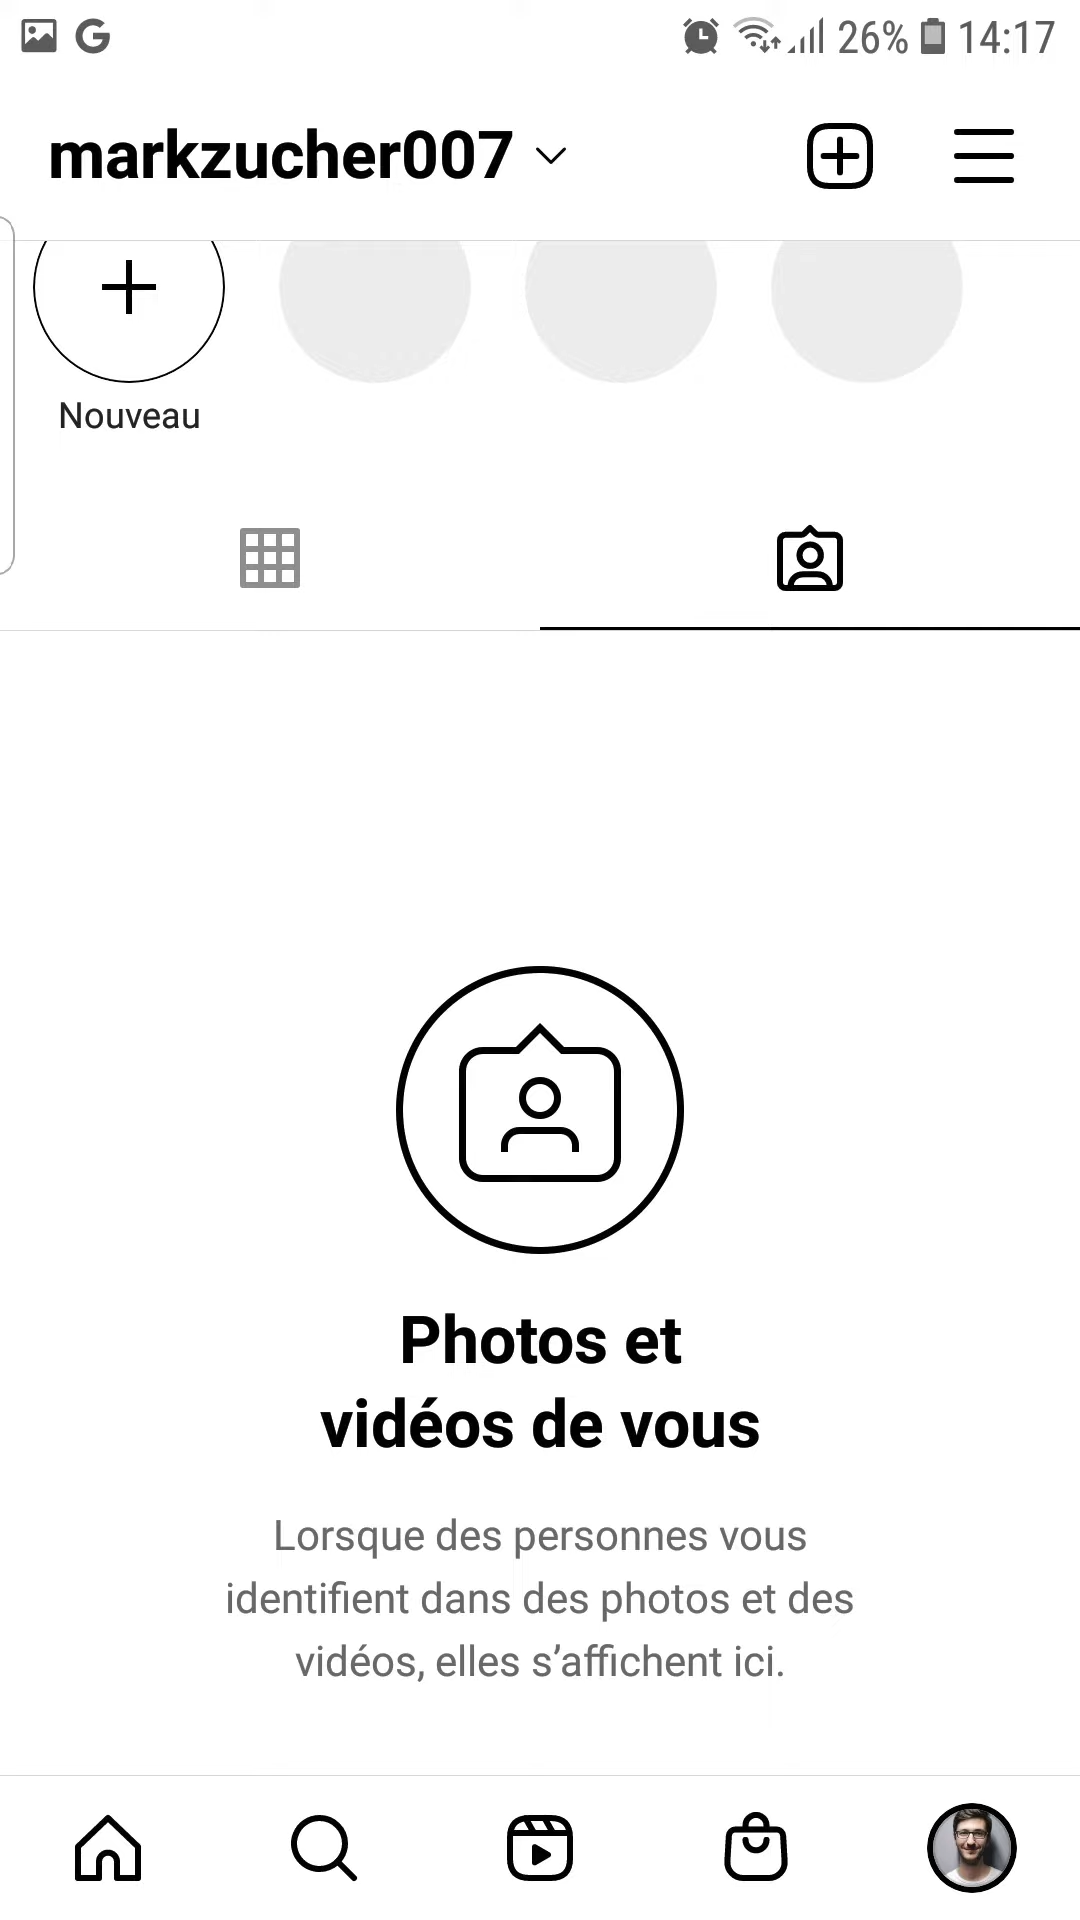 26% 14:17
markzucher007
Nouveau
Photos et
vidéos de vous
Lorsque des personnes vous
identifient dans des photos et des
vidéos, elles s’affichent ici.